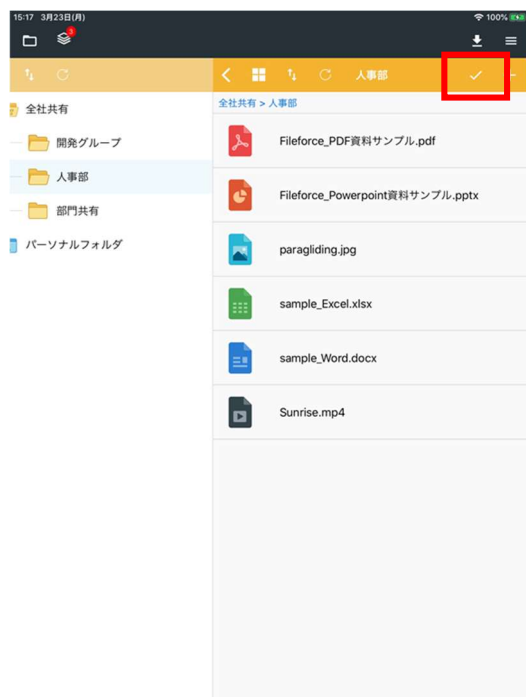 15:17 3月23日(月)
100%
3
人事部
全社共有
開発グループ
人事部
部門共有
パーソナルフォルダ
全社共有 > 人事部
Fileforce_PDF資料サンプル.pdf
Fileforce_Powerpoint資料サンプル.pptx
paragliding.jpg
sample_Excel.xlsx
sample_Word.docx
Sunrise.mp4